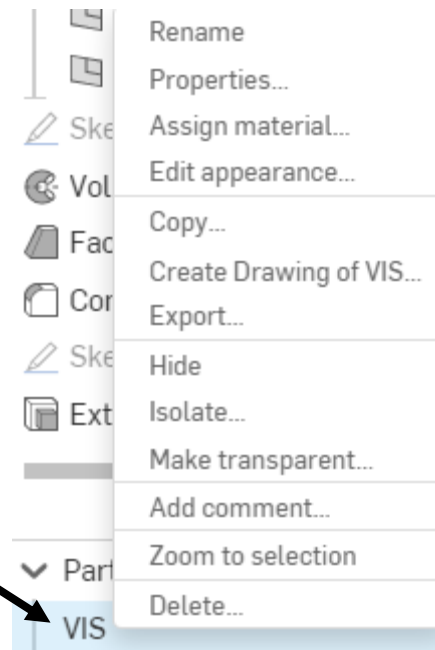 Rename
Properties...
Assign material...
Edit appearance...
Copy...
Create Drawing of VIS...
Export...
Hide
Isolate...
Make transparent...
Add comment...
Zoom to selection
Delete...
Ske
Vol
Fac
Cor
Ske
Ext
Part
VIS